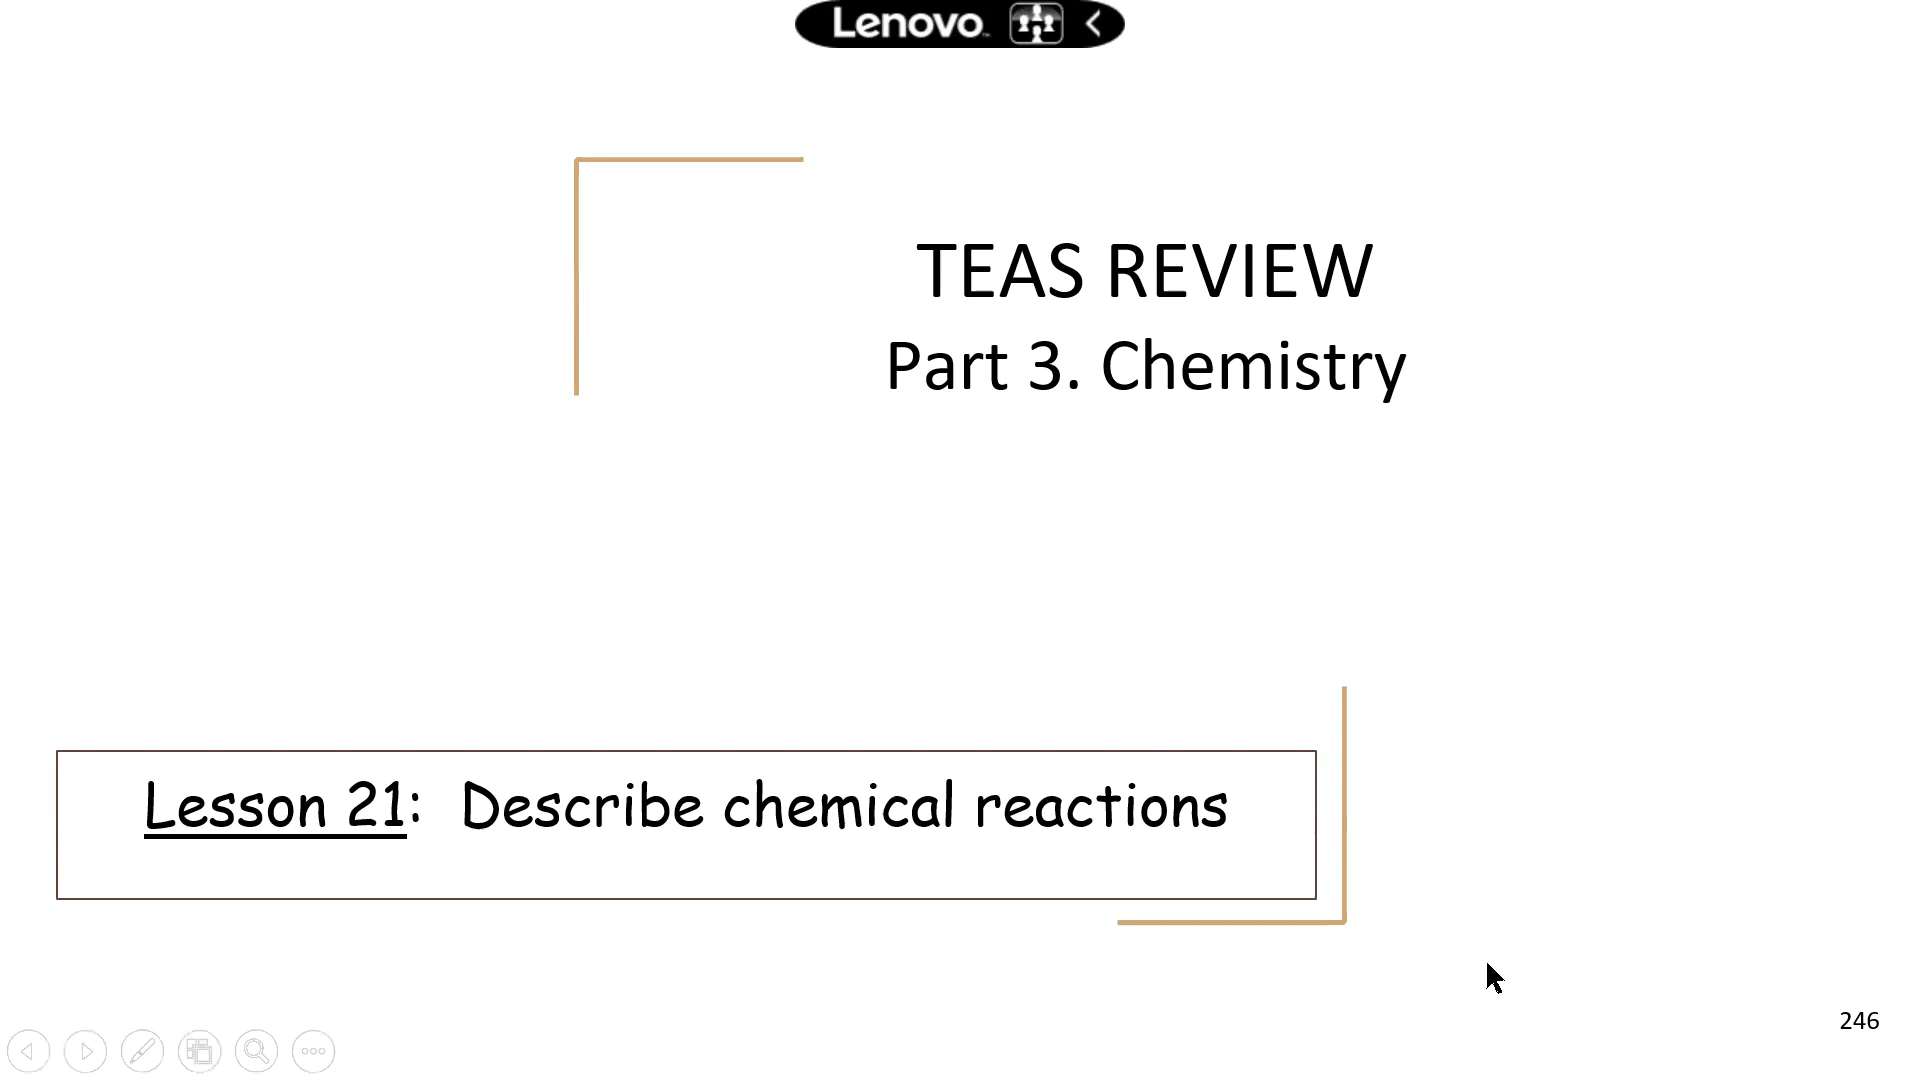 Lenovo
TEAS REVIEW
Part 3. Chemistry
Lesson 21: Describe chemical reactions
246